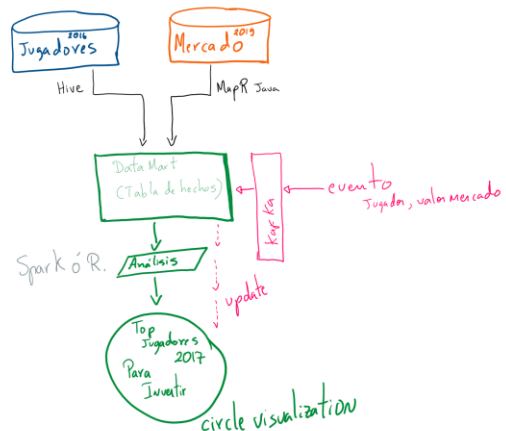 Jugadores 2016
Mercado 2019
Hive
MapR Java
Data Mart
(Tabla de hechos)
Kafka
evento
Jugador, valor Mercado
Spark ó R.
Análisis
update
Top
Jugadores
2017
Para
Invertir
circle visualization